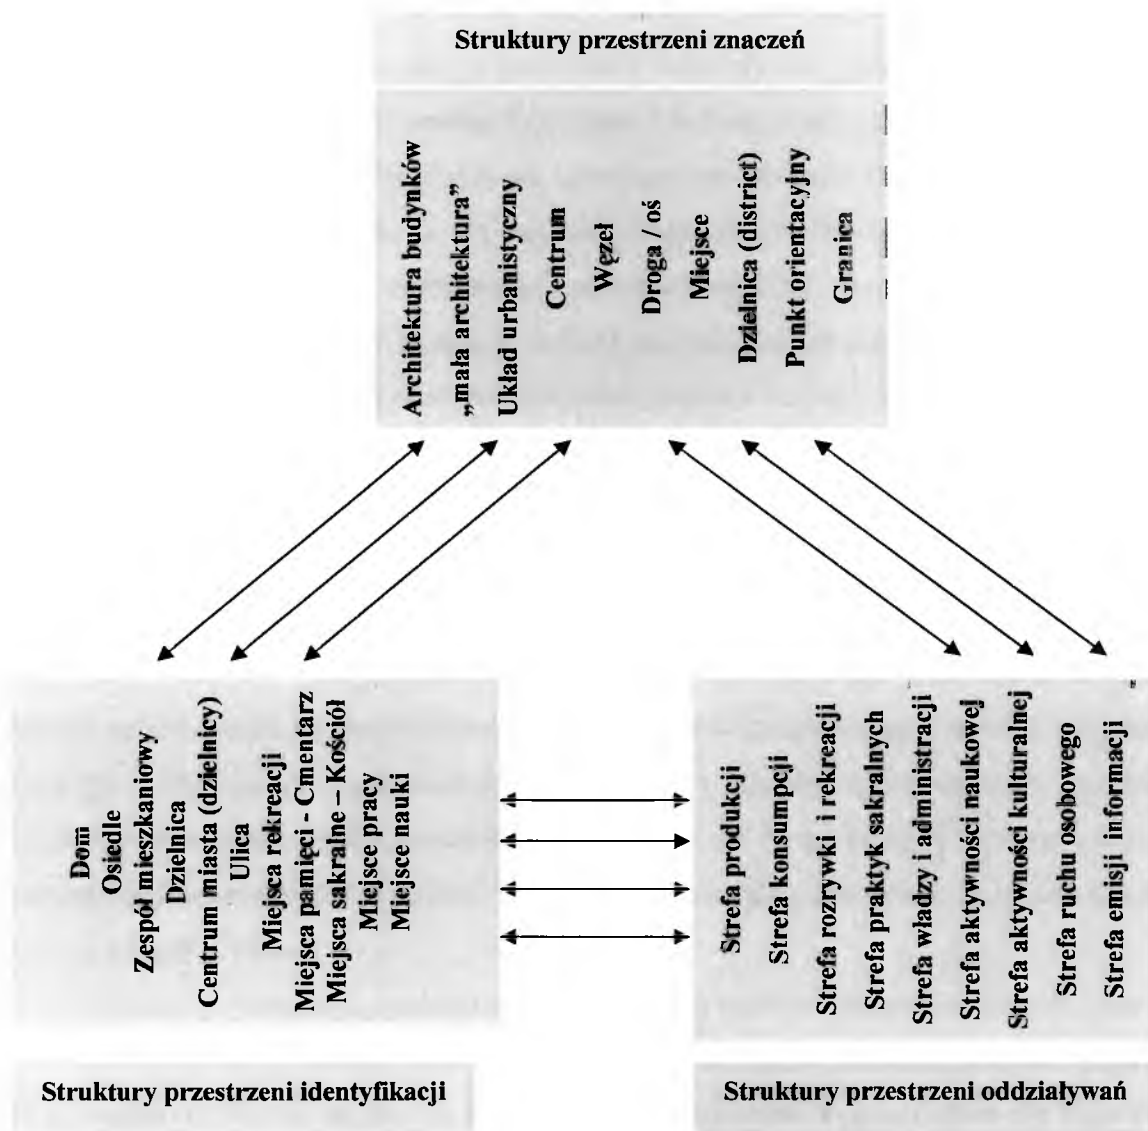 Struktury przestrzeni znaczeń
Architektura budynków
„mała architektura”
Układ urbanistyczny
Centrum
Węzeł
Droga / oś
Miejsce
Dzielnica (district)
Punkt orientacyjny
Granica
Dom
Osiedle
Zespół mieszkaniowy
Dzielnica
Centrum miasta (dzielnicy)
Ulica
Miejsca rekreacji
Miejsca pamięci - Cmentarz
Miejsca sakralne – Kościół
Miejsce pracy
Miejsce nauki
Strefa produkcji
Strefa konsumpcji
Strefa rozrywki i rekreacji
Strefa praktyk sakralnych
Strefa władzy i administracji
Strefa aktywności naukowej
Strefa aktywności kulturalnej
Strefa ruchu osobowego
Strefa emisji informacji
Struktury przestrzeni identyfikacji
Struktury przestrzeni oddziaływań